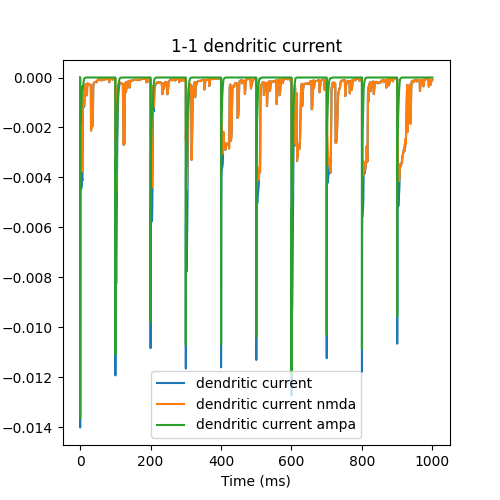 1-1 dendritic current
0.000
−0.002
−0.004
−0.006
−0.008
−0.010
−0.012
−0.014
dendritic current
dendritic current nmda
dendritic current ampa
0 200 400 600 800 1000
Time (ms)